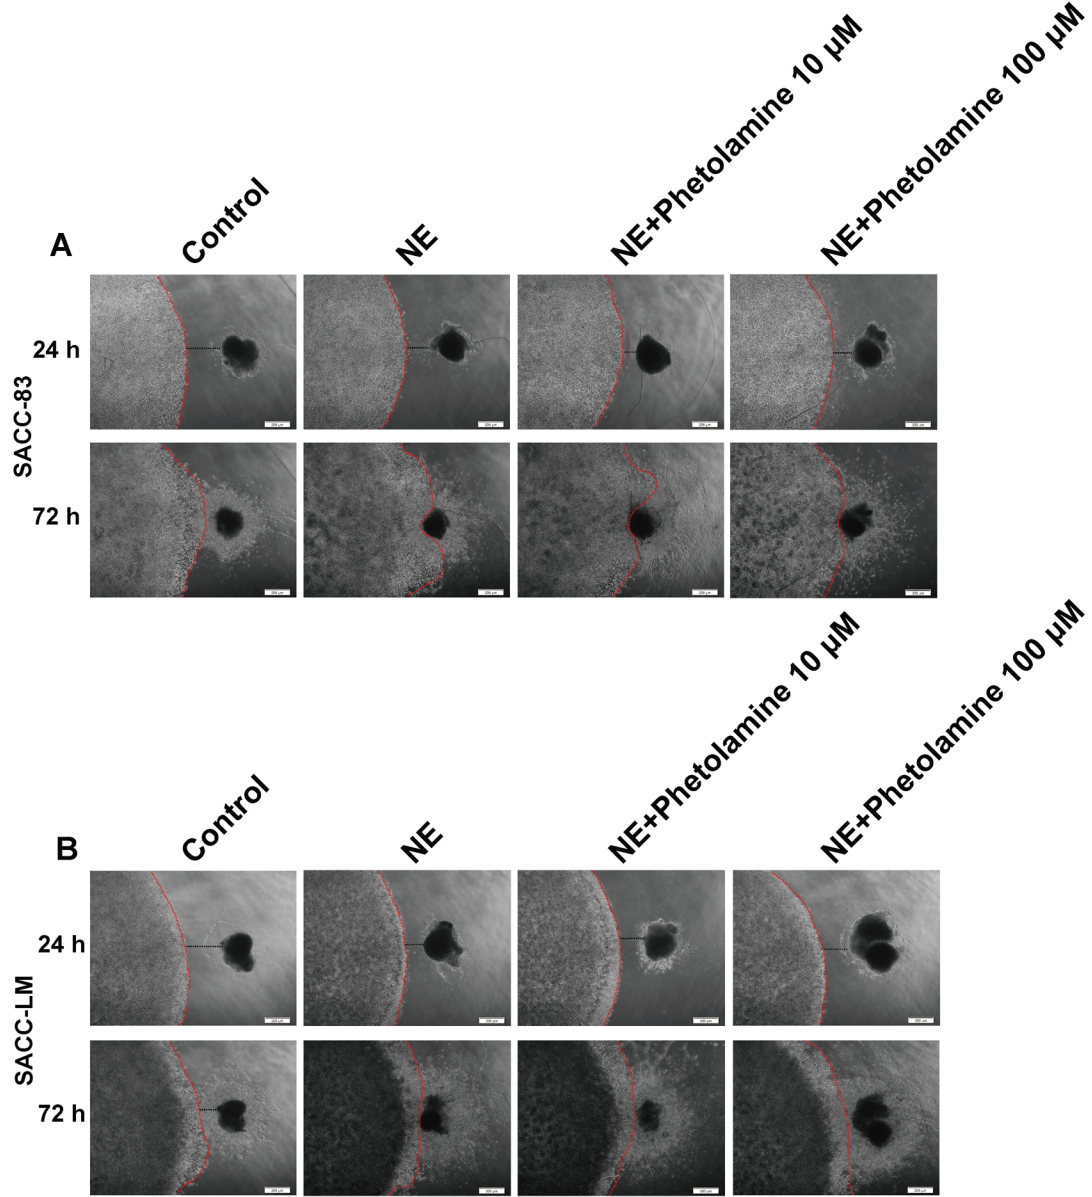 A
Control
NE
NE+Phetolamine 10 µM
NE+Phetolamine 100 µM
SACC-83
24 h
72 h
B
Control
NE
NE+Phetolamine 10 µM
NE+Phetolamine 100 µM
SACC-LM
24 h
72 h